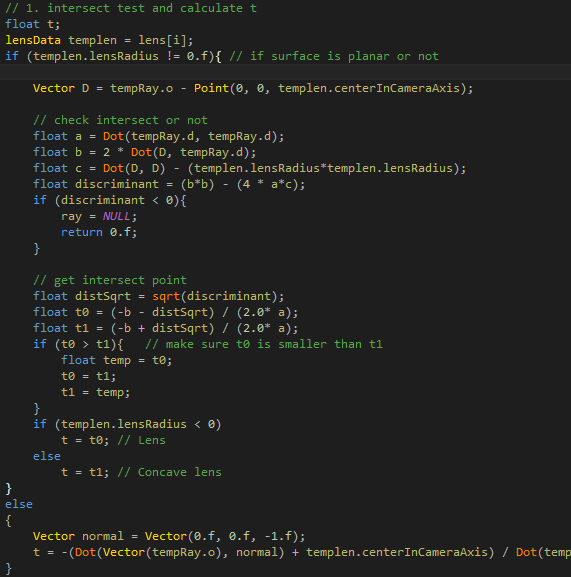 // 1. intersect test and calculate t
float t;
lensData templen = lens[i];
if (templen.lensRadius != 0.f){ // if surface is planar or not
Vector D = tempRay.o - Point(0, 0, templen.centerInCameraAxis);
// check intersect or not
float a = Dot(tempRay.d, tempRay.d);
float b = 2 * Dot(D, tempRay.d);
float c = Dot(D, D) - (templen.lensRadius*templen.lensRadius);
float discriminant = (b*b) - (4 * a*c);
if (discriminant < 0){
ray = NULL;
return 0.f;
}
// get intersect point
float distSqrt = sqrt(discriminant);
float t0 = (-b - distSqrt) / (2.0* a);
float t1 = (-b + distSqrt) / (2.0* a);
if (t0 > t1){   // make sure t0 is smaller than t1
float temp = t0;
t0 = t1;
t1 = temp;
}
if (templen.lensRadius < 0)
t = t0; // Lens
else
t = t1; // Concave lens
}
else
{
Vector normal = Vector(0.f, 0.f, -1.f);
t = -(Dot(Vector(tempRay.o), normal) + templen.centerInCameraAxis) / Dot(temp
}